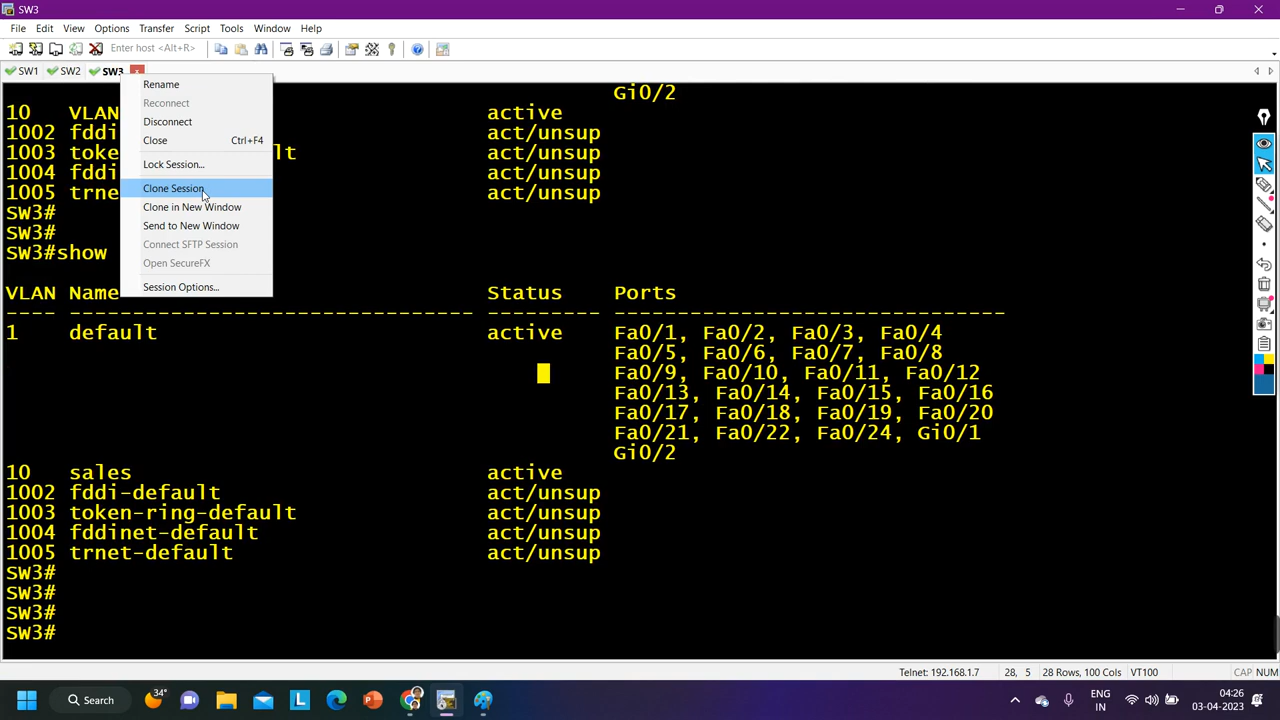 SW3
File Edit View Options Transfer Script Tools Window Help
Enter host <Alt+R>
SW1 SW2 SW3
Rename
Reconnect
Disconnect
Close Ctrl+F4
Lock Session...
Clone Session
Clone in New Window
Send to New Window
Connect SFTP Session
Open SecureFX
Session Options...
Gi0/2
10 VLAN active
1002 fddi act/unsup
1003 lt act/unsup
1004 fddi act/unsup
1005 trne act/unsup
SW3#
SW3#
SW3#show
VLAN Name Status Ports
---- -------------------------------- --------- -------------------------------
1 default active Fa0/1, Fa0/2, Fa0/3, Fa0/4
Fa0/5, Fa0/6, Fa0/7, Fa0/8
Fa0/9, Fa0/10, Fa0/11, Fa0/12
Fa0/13, Fa0/14, Fa0/15, Fa0/16
Fa0/17, Fa0/18, Fa0/19, Fa0/20
Fa0/21, Fa0/22, Fa0/24, Gi0/1
Gi0/2
10 sales active
1002 fddi-default act/unsup
1003 token-ring-default act/unsup
1004 fddinet-default act/unsup
1005 trnet-default act/unsup
SW3#
SW3#
SW3#
SW3#
Telnet: 192.168.1.7 28, 5 28 Rows, 100 Cols VT100 CAP NUM
34° Search ENG 04:26
IN 03-04-2023